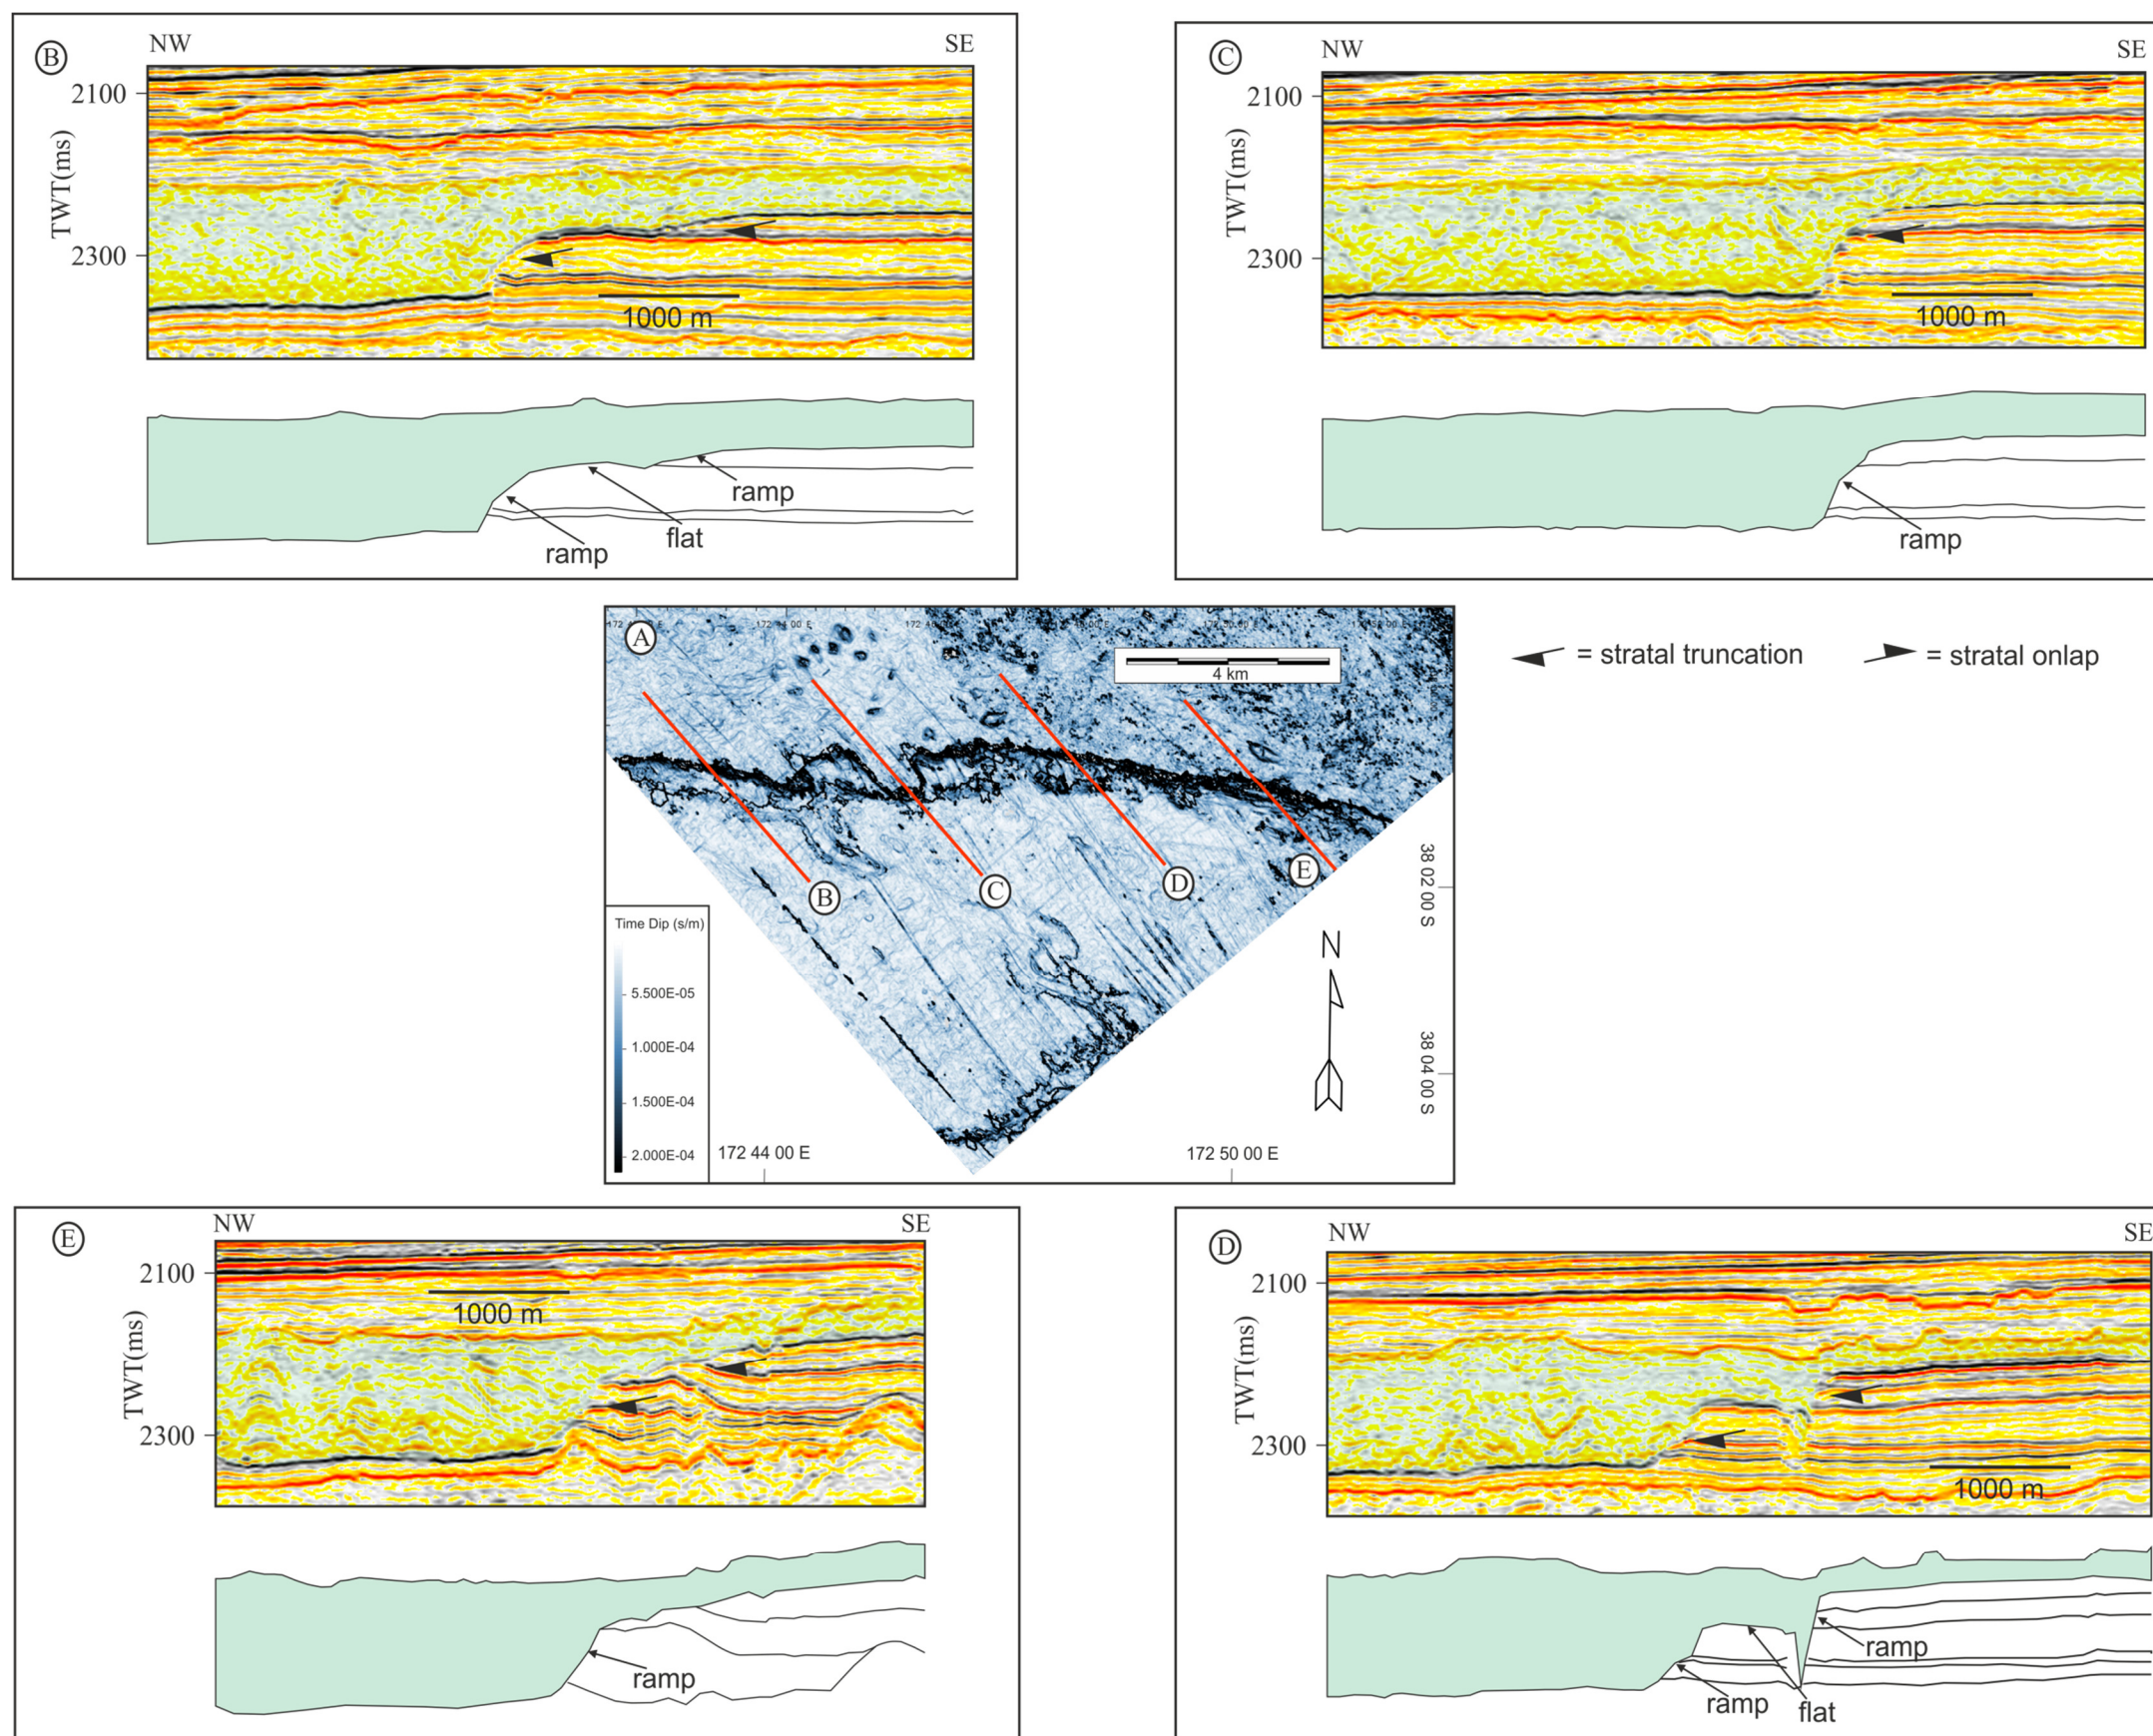 B
NW
SE
2100
2300
TWT(ms)
1000 m
ramp
flat
ramp
C
NW
SE
2100
2300
TWT(ms)
1000 m
ramp
A
4 km
B
C
D
E
Time Dip (s/m)
5.500E-05
1.000E-04
1.500E-04
2.000E-04
172 44 00 E
172 50 00 E
38 02 00 S
38 04 00 S
N
= stratal truncation
= stratal onlap
E
NW
SE
2100
2300
TWT(ms)
1000 m
ramp
D
NW
SE
2100
2300
TWT(ms)
1000 m
ramp
ramp
flat